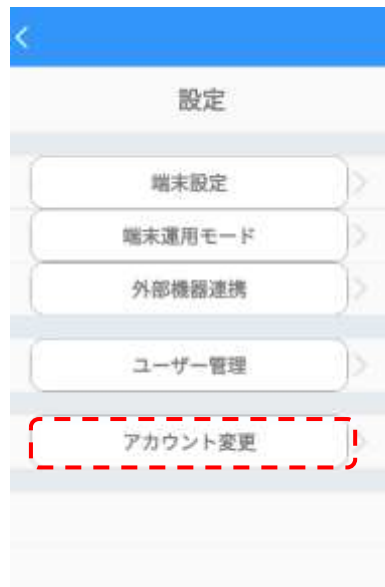 設定
端末設定
端末運用モード
外部機器連携
ユーザー管理
アカウント変更